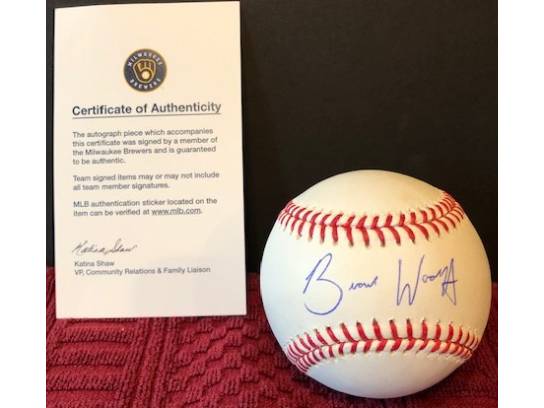 MILWAUKEE
BREWERS
Certificate of Authenticity
The autograph piece which accompanies
this certificate was signed by a member of
the Milwaukee Brewers and is guaranteed
to be authentic.
Team signed items may or may not include
all team member signatures.
MLB authentication sticker located on the
item can be verified at www.mlb.com.
Katina Shaw
Katina Shaw
VP, Community Relations & Family Liaison